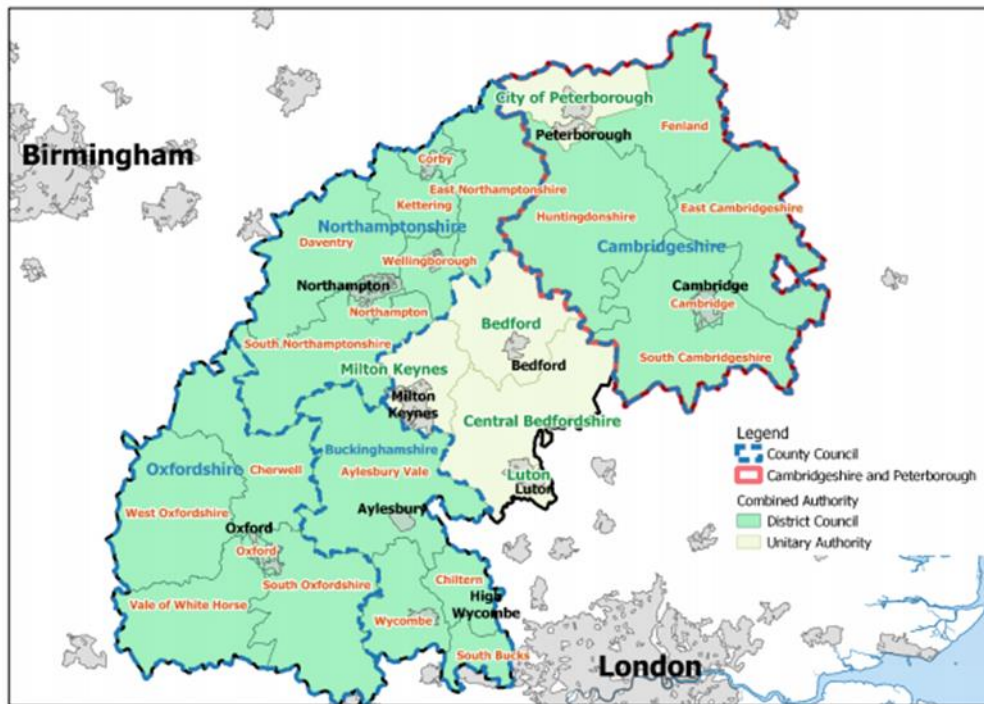 City of Peterborough
Peterborough
Fenland
Birmingham
Corby
East Northamptonshire
Kettering
Huntingdonshire
East Cambridgeshire
Northamptonshire
Daventry
Cambridgeshire
Wellingborough
Northampton
Cambridge
Cambridge
Northampton
Bedford
South Northamptonshire
South Cambridgeshire
Bedford
Milton Keynes
Milton
Keynes
Central Bedfordshire
Legend
County Council
Cambridgeshire and Peterborough
Combined Authority
District Council
Unitary Authority
Buckinghamshire
Oxfordshire
Cherwell
Aylesbury Vale
Luton
Luton
West Oxfordshire
Aylesbury
Oxford
Oxford
South Oxfordshire
Chiltern
High
Wycombe
Vale of White Horse
Wycombe
South Bucks
London